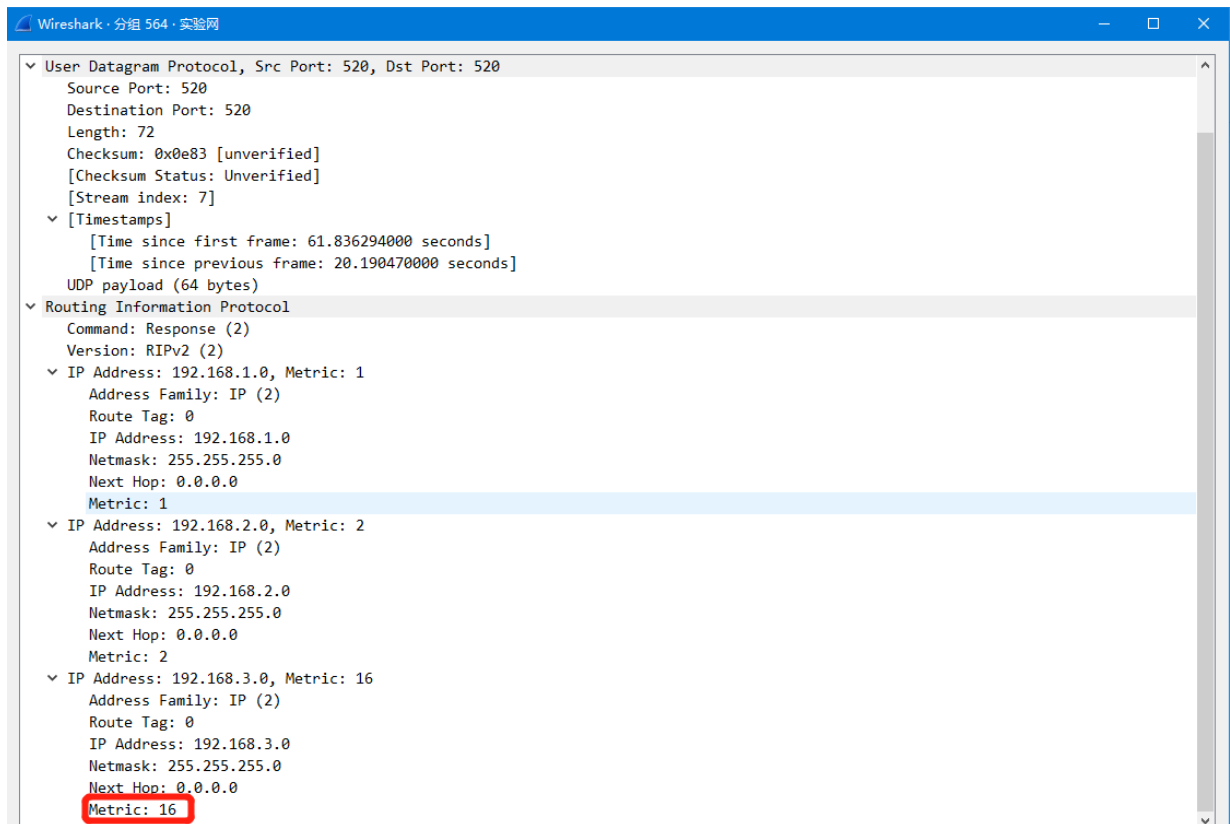 Wireshark · 分组 564 · 实验网
User Datagram Protocol, Src Port: 520, Dst Port: 520
Source Port: 520
Destination Port: 520
Length: 72
Checksum: 0x0e83 [unverified]
[Checksum Status: Unverified]
[Stream index: 7]
[Timestamps]
[Time since first frame: 61.836294000 seconds]
[Time since previous frame: 20.190470000 seconds]
UDP payload (64 bytes)
Routing Information Protocol
Command: Response (2)
Version: RIPv2 (2)
IP Address: 192.168.1.0, Metric: 1
Address Family: IP (2)
Route Tag: 0
IP Address: 192.168.1.0
Netmask: 255.255.255.0
Next Hop: 0.0.0.0
Metric: 1
IP Address: 192.168.2.0, Metric: 2
Address Family: IP (2)
Route Tag: 0
IP Address: 192.168.2.0
Netmask: 255.255.255.0
Next Hop: 0.0.0.0
Metric: 2
IP Address: 192.168.3.0, Metric: 16
Address Family: IP (2)
Route Tag: 0
IP Address: 192.168.3.0
Netmask: 255.255.255.0
Next Hop: 0.0.0.0
Metric: 16